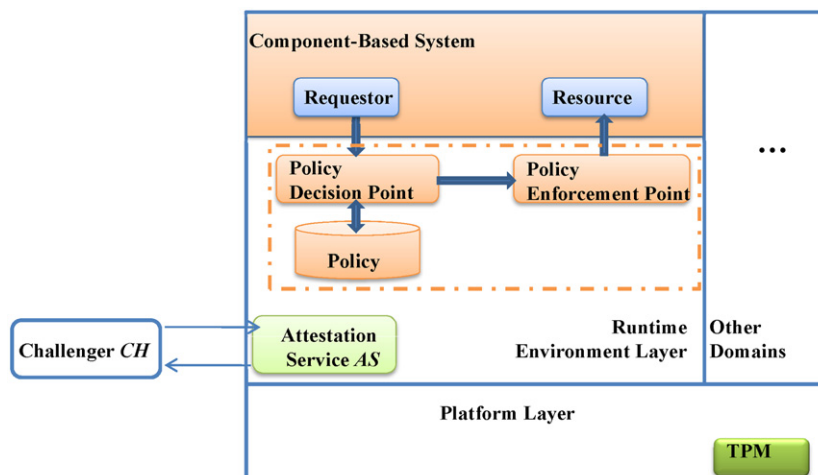 Component-Based System
Requestor
Resource
Policy
Decision Point
Policy
Enforcement Point
...
Policy
Challenger CH
Attestation
Service AS
Runtime
Environment Layer
Other
Domains
Platform Layer
TPM